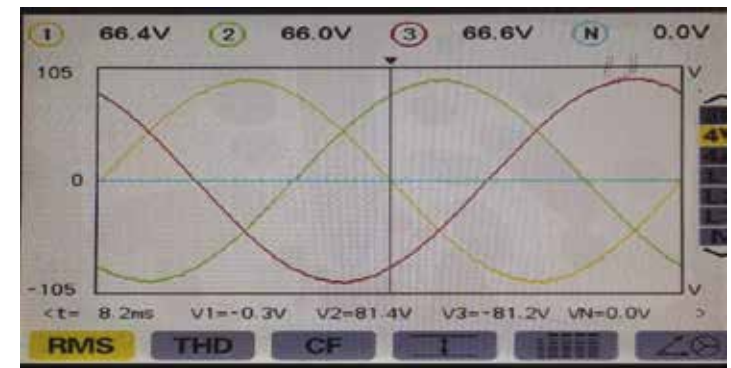 1 66.4V 2 66.0V 3 66.6V N 0.0V
105 V
4V
0
-105 V
<t= 8.2ms V1=-0.3V V2=81.4V V3=-81.2V VN=0.0V >
RMS THD CF